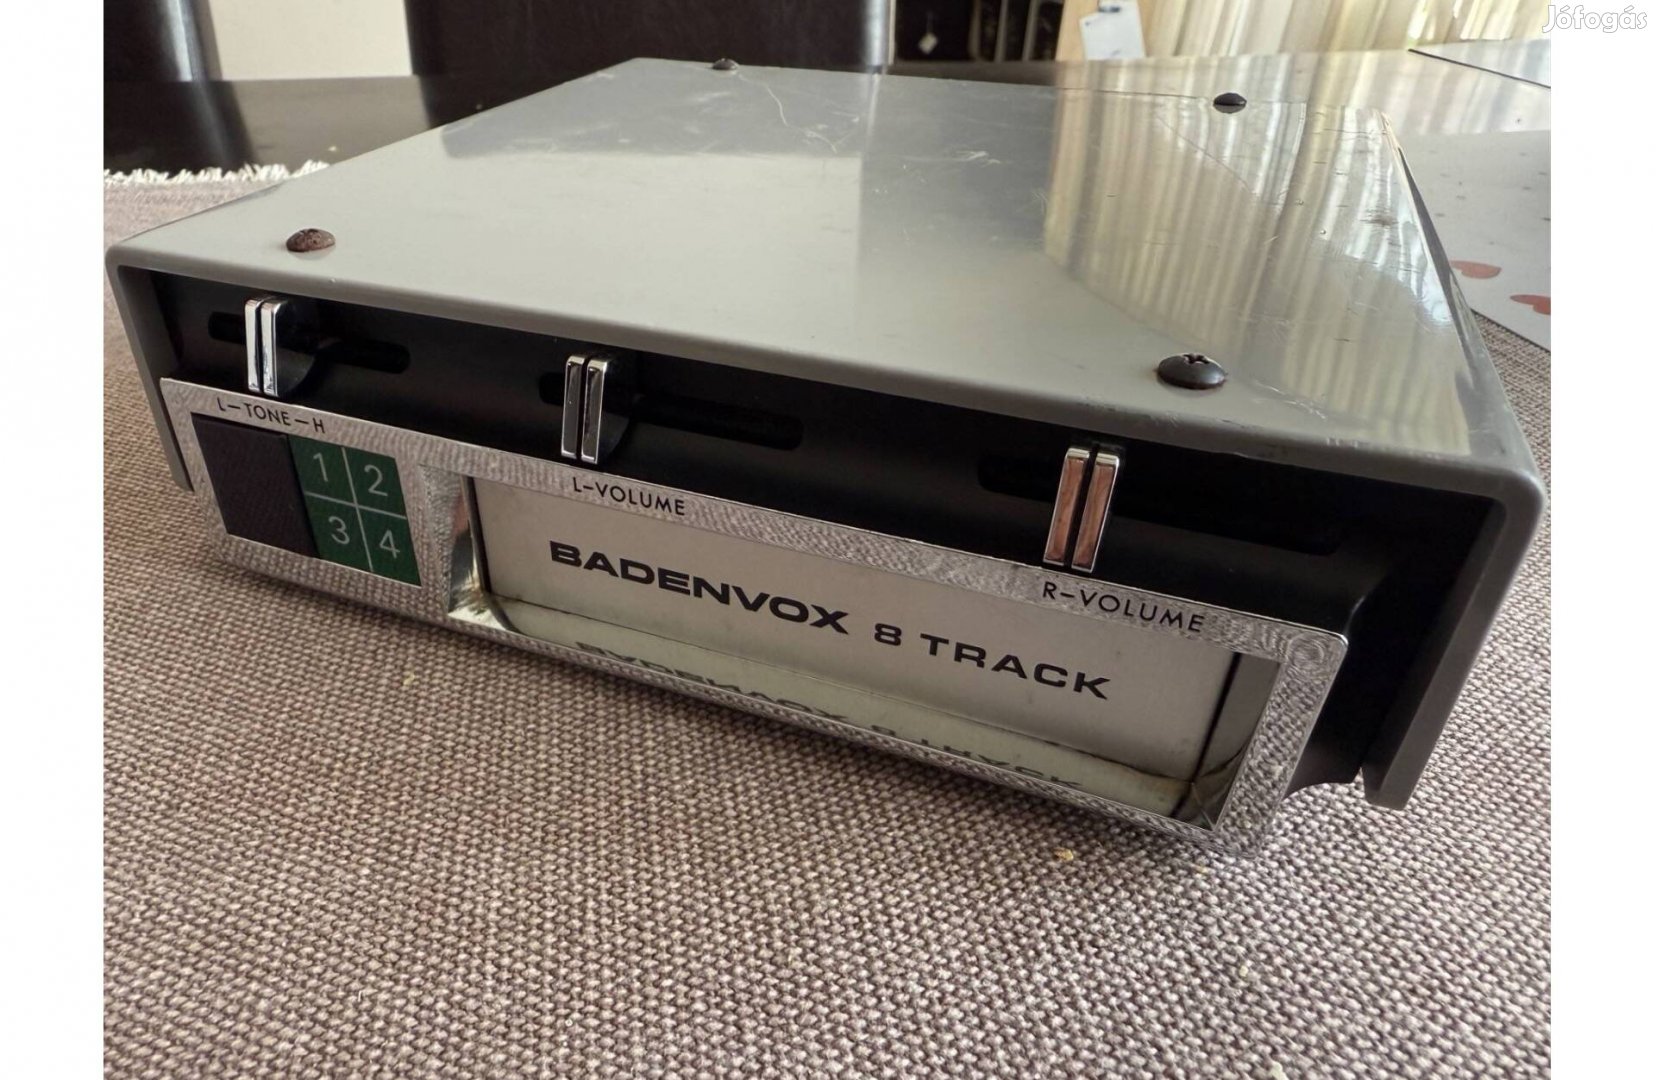 Jófogás
L-TONE-H
1 2
3 4
L-VOLUME
R-VOLUME
BADENVOX 8 TRACK